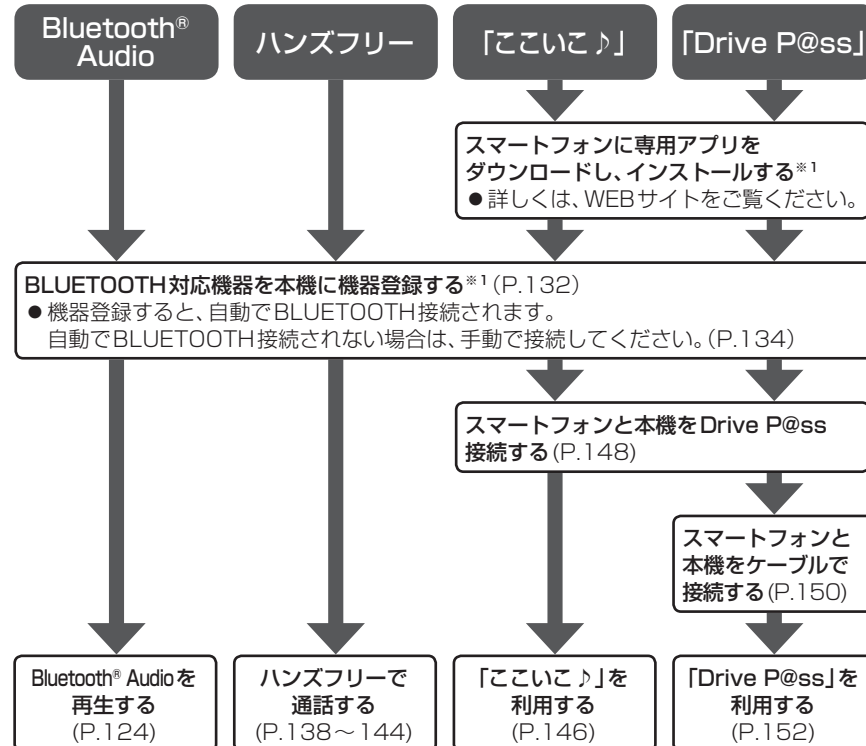 Bluetooth®
Audio
ハンズフリー
「ここいこ♪」
「Drive P@ss」
スマートフォンに専用アプリを
ダウンロードし、インストールする※1
●詳しくは、WEBサイトをご覧ください。
BLUETOOTH対応機器を本機に機器登録する※1(P.132)
●機器登録すると、自動でBLUETOOTH接続されます。
自動でBLUETOOTH接続されない場合は、手動で接続してください。(P.134)
スマートフォンと本機をDrive P@ss
接続する(P.148)
スマートフォンと
本機をケーブルで
接続する(P.150)
Bluetooth® Audioを
再生する
(P.124)
ハンズフリーで
通話する
(P.138～144)
「ここいこ♪」を
利用する
(P.146)
「Drive P@ss」を
利用する
(P.152)